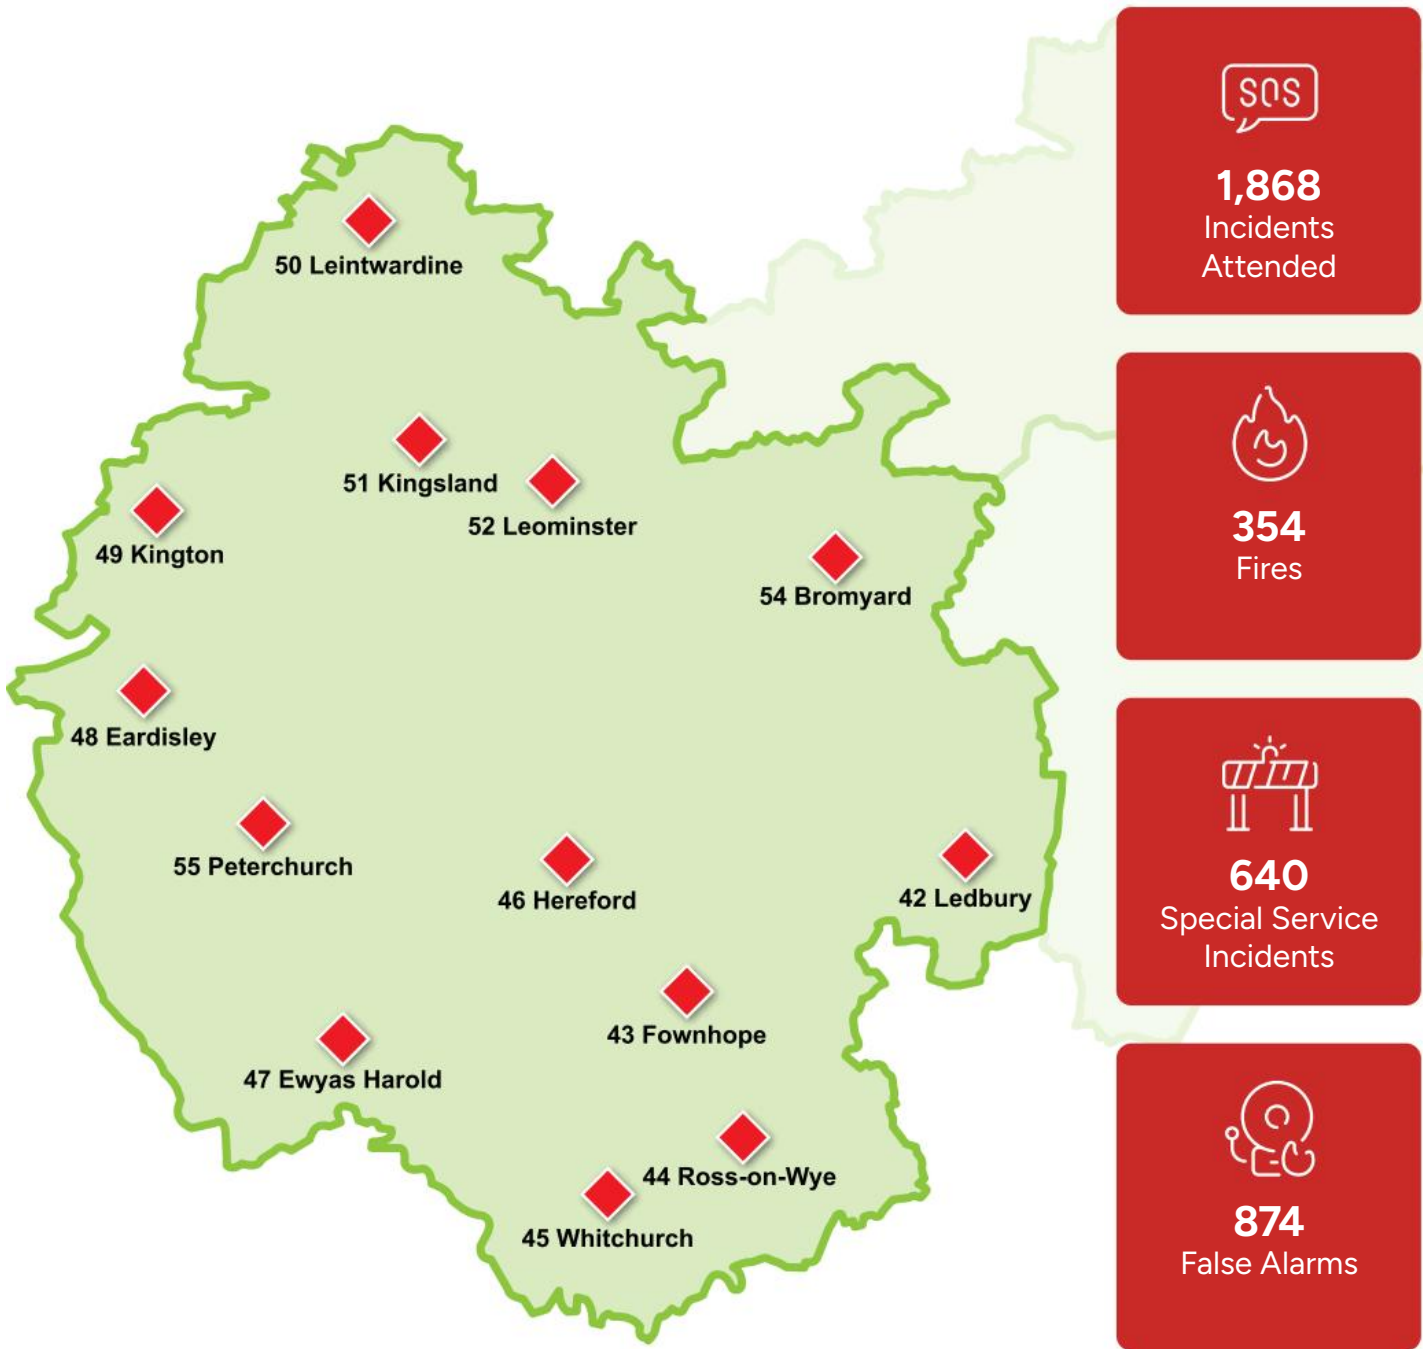 50 Leintwardine
51 Kingsland
52 Leominster
49 Kington
54 Bromyard
48 Eardisley
55 Peterchurch
46 Hereford
42 Ledbury
43 Fownhope
47 Ewyas Harold
44 Ross-on-Wye
45 Whitchurch
SOS
1,868
Incidents
Attended
354
Fires
640
Special Service
Incidents
874
False Alarms